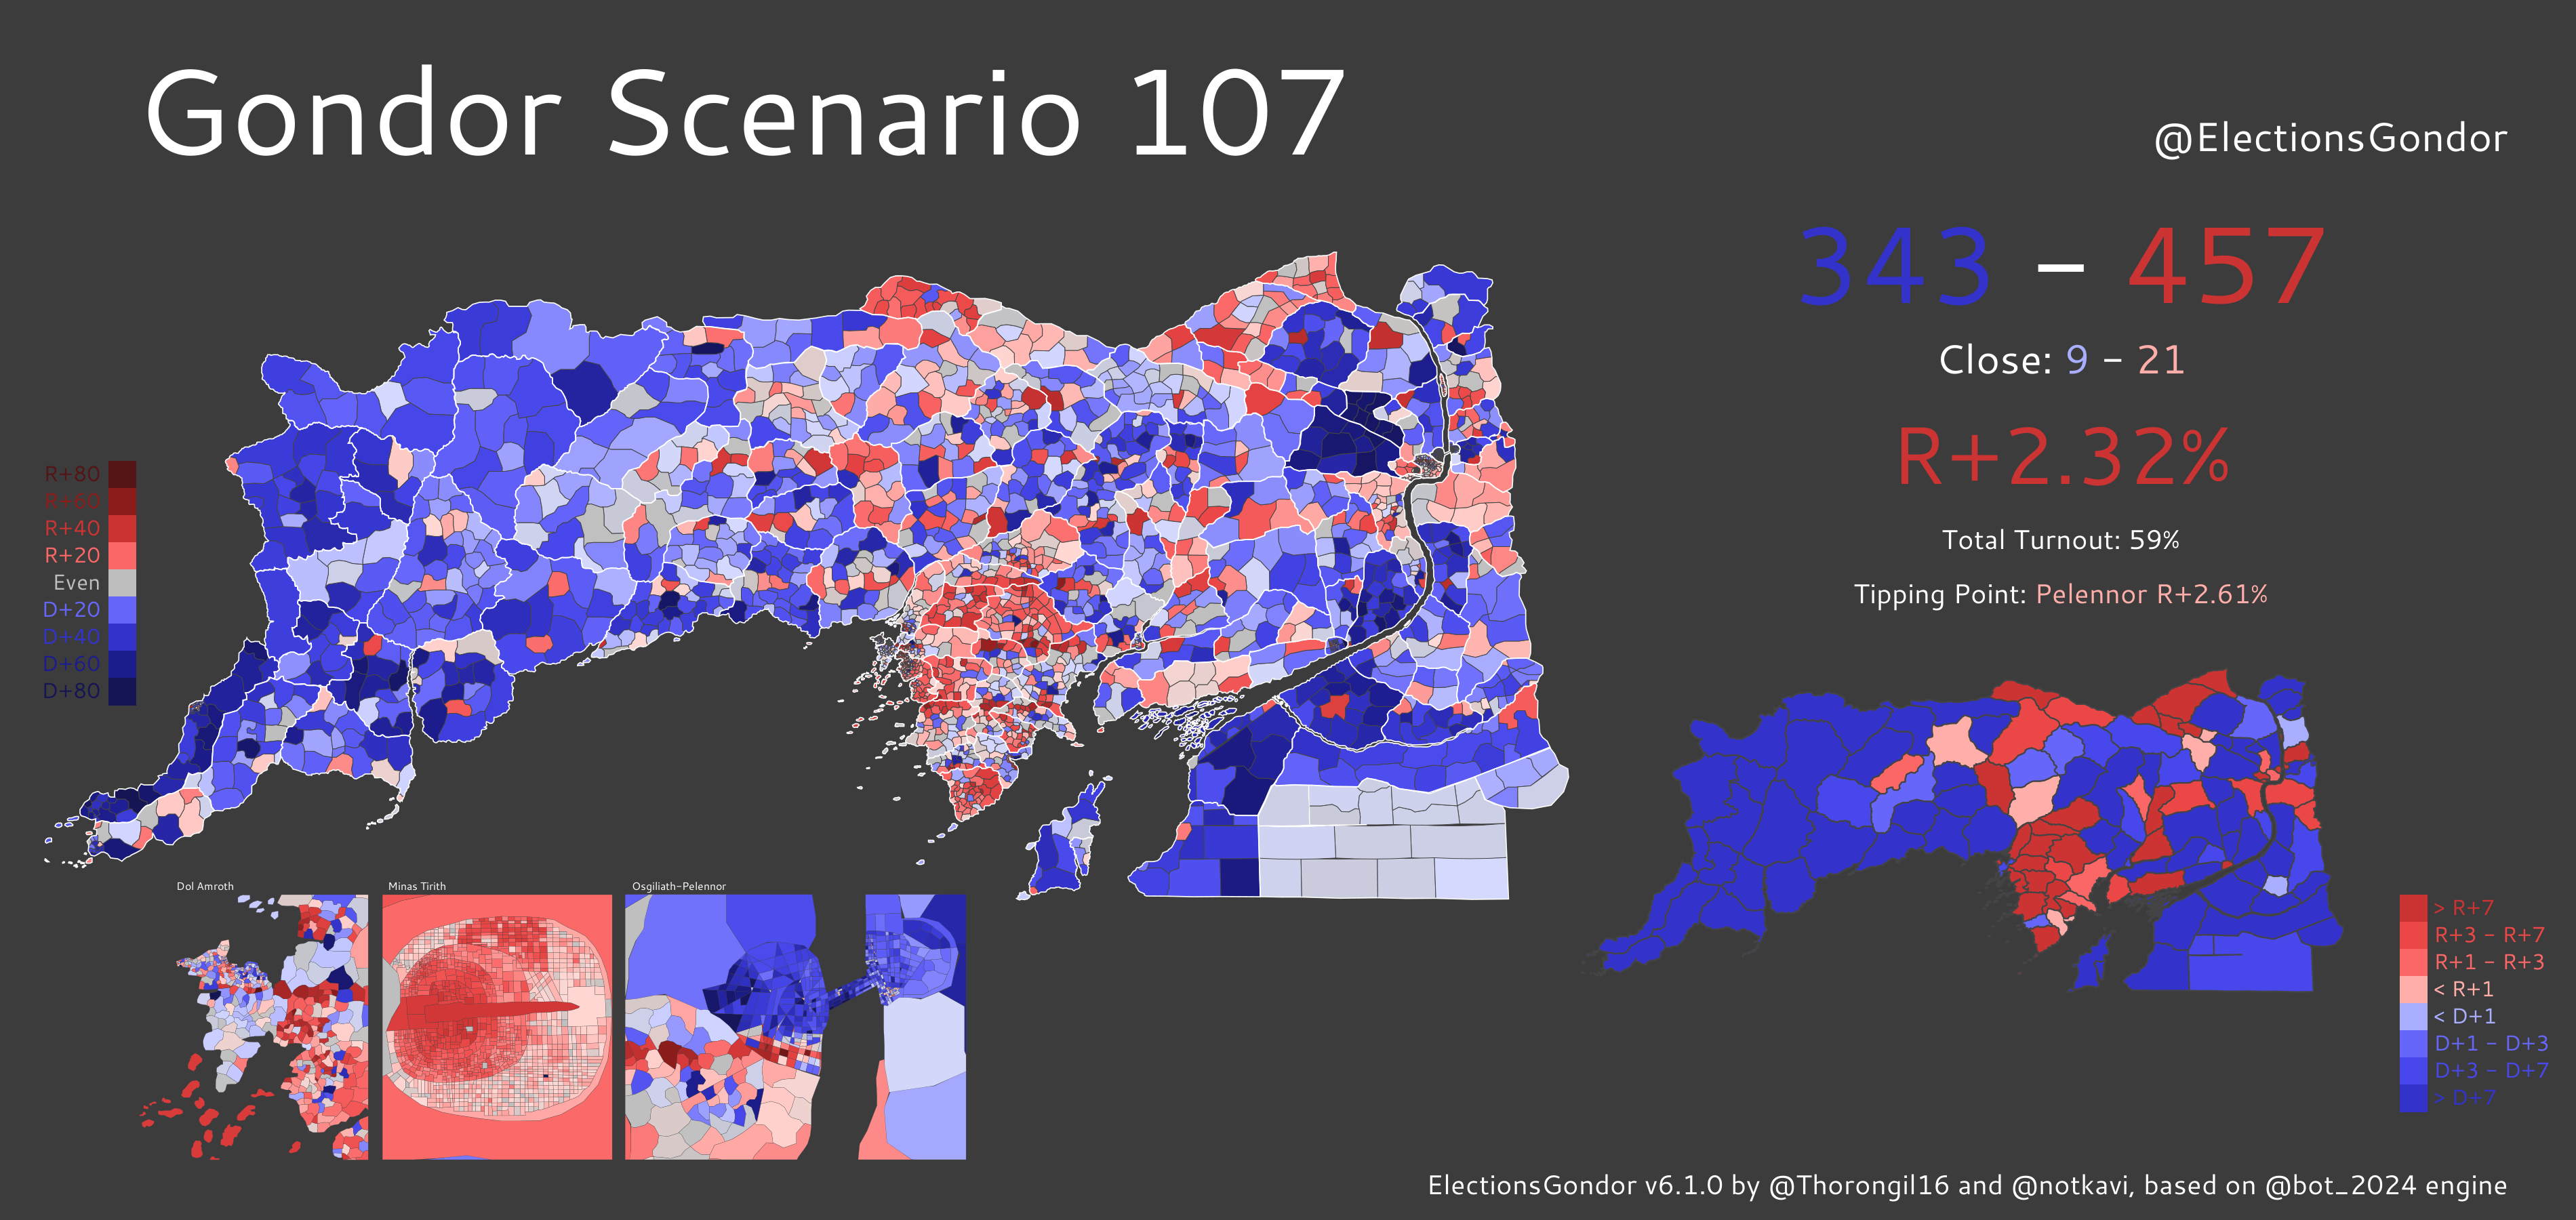 Gondor Scenario 107
@ElectionsGondor
343 – 457
Close: 9 – 21
R+2.32%
Total Turnout: 59%
Tipping Point: Pelennor R+2.61%
R+80
R+60
R+40
R+20
Even
D+20
D+40
D+60
D+80
Dol Amroth
Minas Tirith
Osgiliath-Pelennor
> R+7
R+3 – R+7
R+1 – R+3
< R+1
< D+1
D+1 – D+3
D+3 – D+7
> D+7
ElectionsGondor v6.1.0 by @Thorongil16 and @notkavi, based on @bot_2024 engine